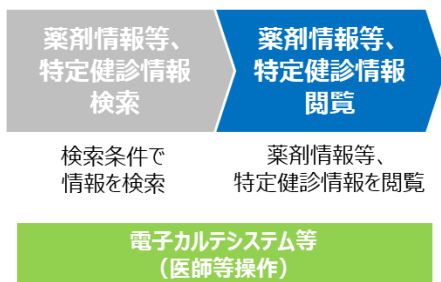 薬剤情報等、
特定健診情報
検索
薬剤情報等、
特定健診情報
閲覧
検索条件で
情報を検索
薬剤情報等、
特定健診情報を閲覧
電子カルテシステム等
（医師等操作）